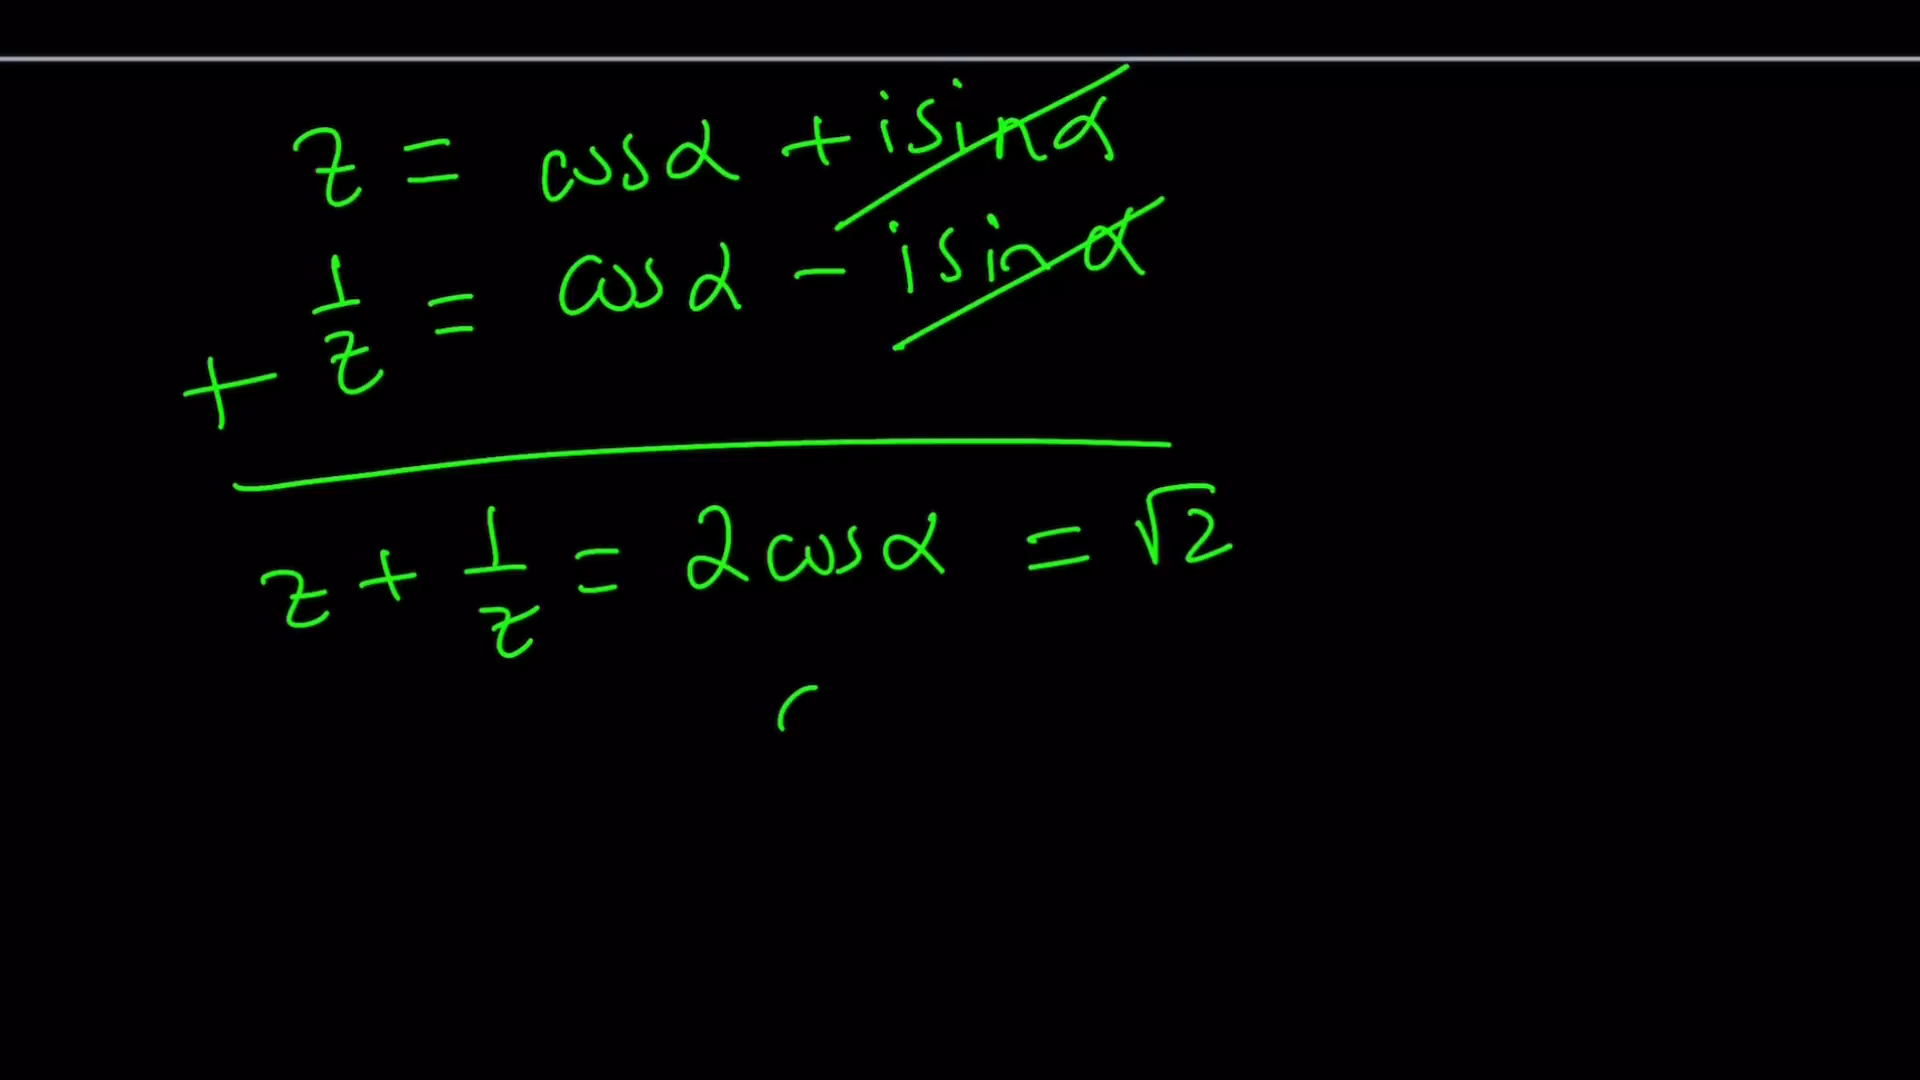 z = cosα + isinα
1/z = cosα - isinα
+
z + 1/z = 2cosα = √2